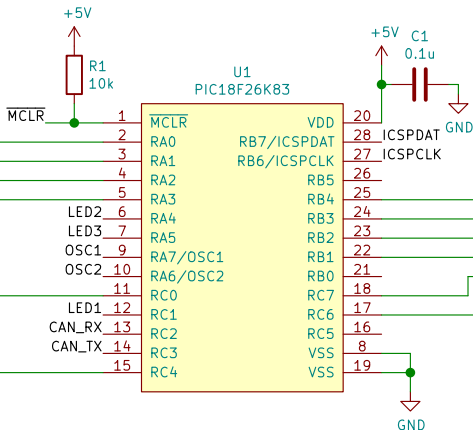 +5V
R1
10k
MCLR
U1
PIC18F26K83
+5V
C1
0.1u
GND
1 MCLR
2 RA0
3 RA1
4 RA2
5 RA3
LED2 6 RA4
LED3 7 RA5
OSC1 9 RA7/OSC1
OSC2 10 RA6/OSC2
11 RC0
LED1 12 RC1
CAN_RX 13 RC2
CAN_TX 14 RC3
15 RC4
VDD 20
RB7/ICSPDAT 28 ICSPDAT
RB6/ICSPCLK 27 ICSPCLK
RB5 26
RB4 25
RB3 24
RB2 23
RB1 22
RB0 21
RC7 18
RC6 17
RC5 16
VSS 8
VSS 19
GND